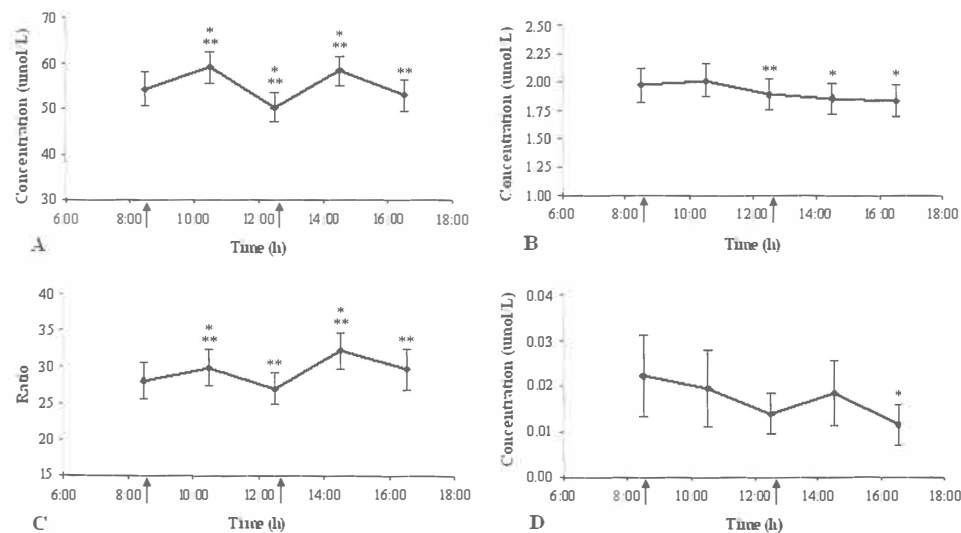 Concentration (umol/L)
70
60
50
40
30
*
**
*
**
*
**
**
6:00 8:00 10:00 12:00 14:00 16:00 18:00
Time (h)
A
Concentration (umol/L)
2.50
2.25
2.00
1.75
1.50
1.25
1.00
**
*
*
6:00 8:00 10:00 12:00 14:00 16:00 18:00
Time (h)
B
Ratio
40
35
30
25
20
15
*
**
**
*
**
**
6:00 8:00 10:00 12:00 14:00 16:00 18:00
Time (h)
C
Concentration (umol/L)
0.04
0.03
0.02
0.01
0.00
*
6:00 8:00 10:00 12:00 14:00 16:00 18:00
Time (h)
D